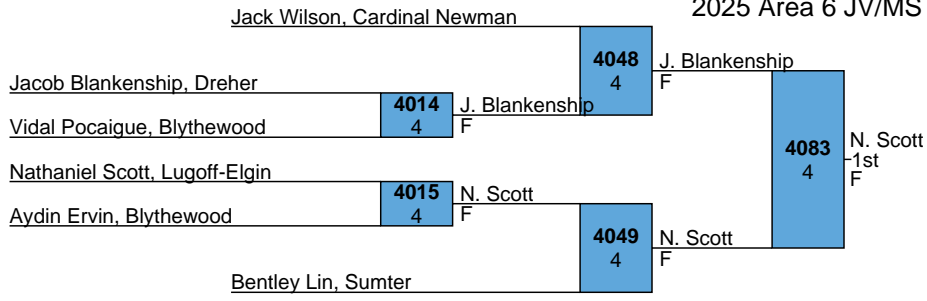 2025 Area 6 JV/MS
Jack Wilson, Cardinal Newman
4048
4
J. Blankenship
F
Jacob Blankenship, Dreher
4014
4
J. Blankenship
F
Vidal Pocaigue, Blythewood
4083
4
N. Scott
1st
F
Nathaniel Scott, Lugoff-Elgin
4015
4
N. Scott
F
Aydin Ervin, Blythewood
4049
4
N. Scott
F
Bentley Lin, Sumter